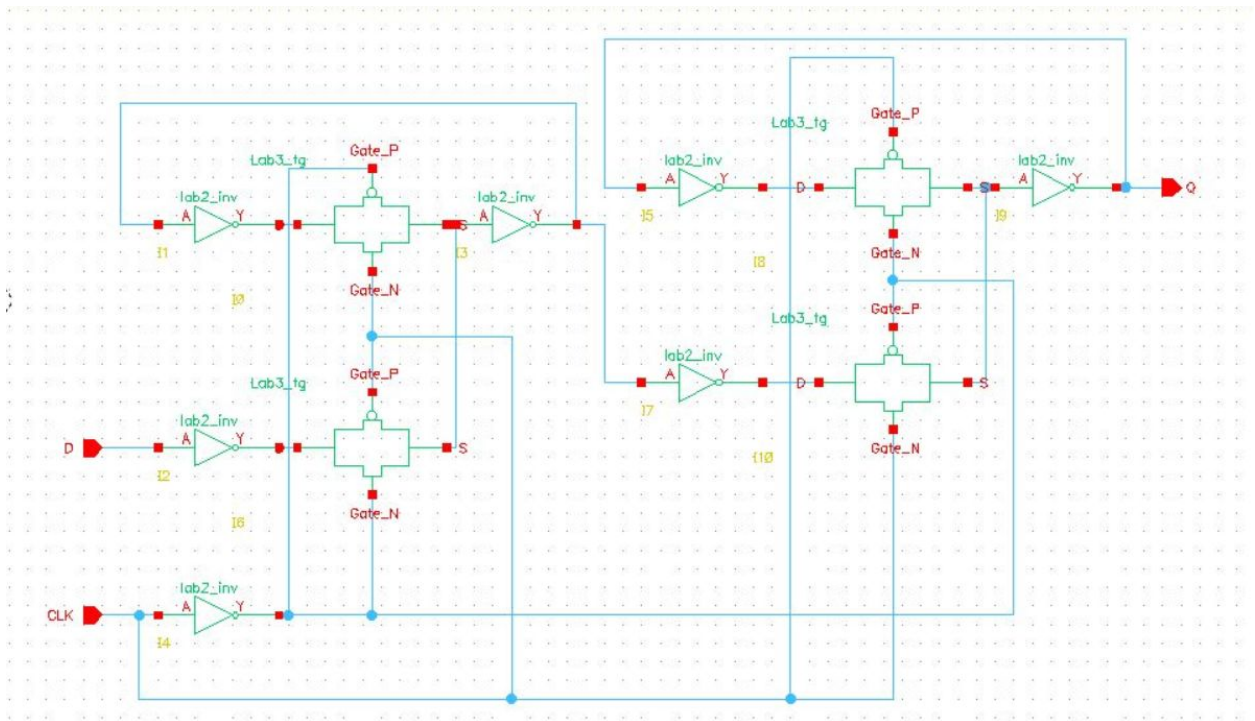 Gate_P
Lab3_tg
lab2_inv
A
Y
D
S
lab2_inv
A
Y
Q
I5
I9
I8
Gate_N
Gate_P
Lab3_tg
lab2_inv
A
Y
D
S
I7
Gate_N
I10
Gate_P
Lab3_tg
lab2_inv
A
Y
S
lab2_inv
A
Y
I1
I3
I0
Gate_N
Gate_P
Lab3_tg
lab2_inv
D
A
Y
S
I2
I6
Gate_N
lab2_inv
CLK
A
Y
I4